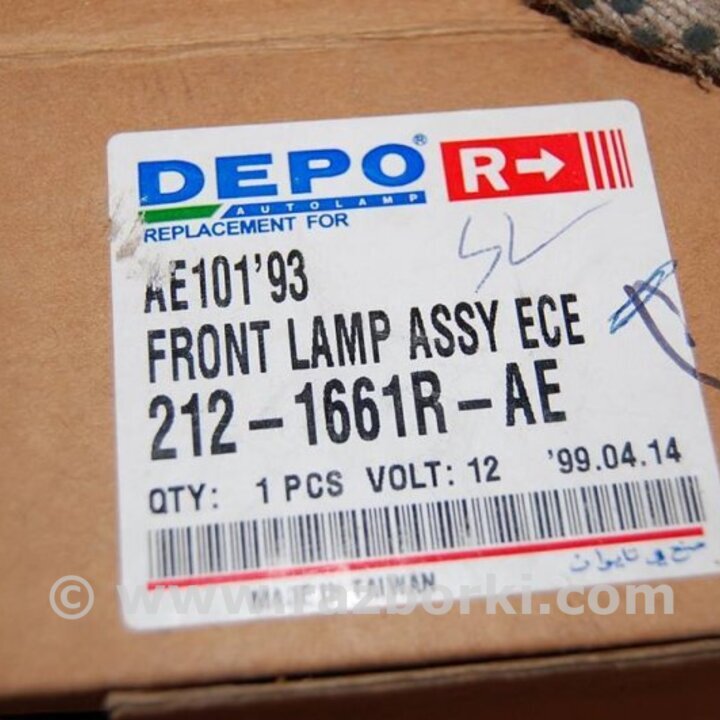 DEPO® R→
AUTOLAMP
REPLACEMENT FOR
AE101'93
FRONT LAMP ASSY ECE
212-1661R-AE
QTY: 1 PCS VOLT: 12 '99.04.14
صنع في تايوان
MADE IN TAIWAN
© www.razborki.com